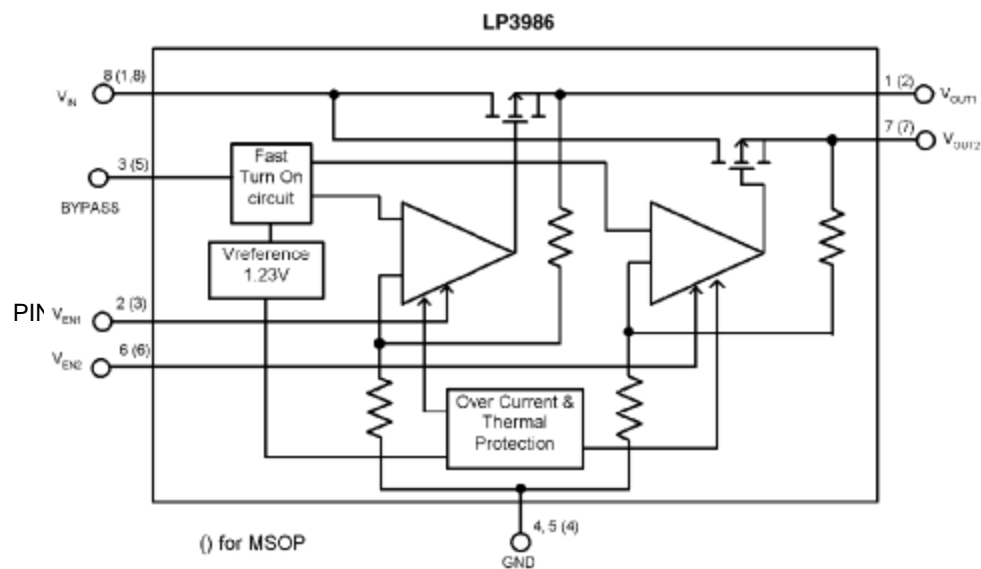 LP3986
8 (1,8)
VIN
1 (2)
VOUT1
7 (7)
VOUT2
3 (5)
BYPASS
Fast
Turn On
circuit
Vreference
1.23V
PIN
2 (3)
VEN1
6 (6)
VEN2
Over Current &
Thermal
Protection
4, 5 (4)
GND
() for MSOP